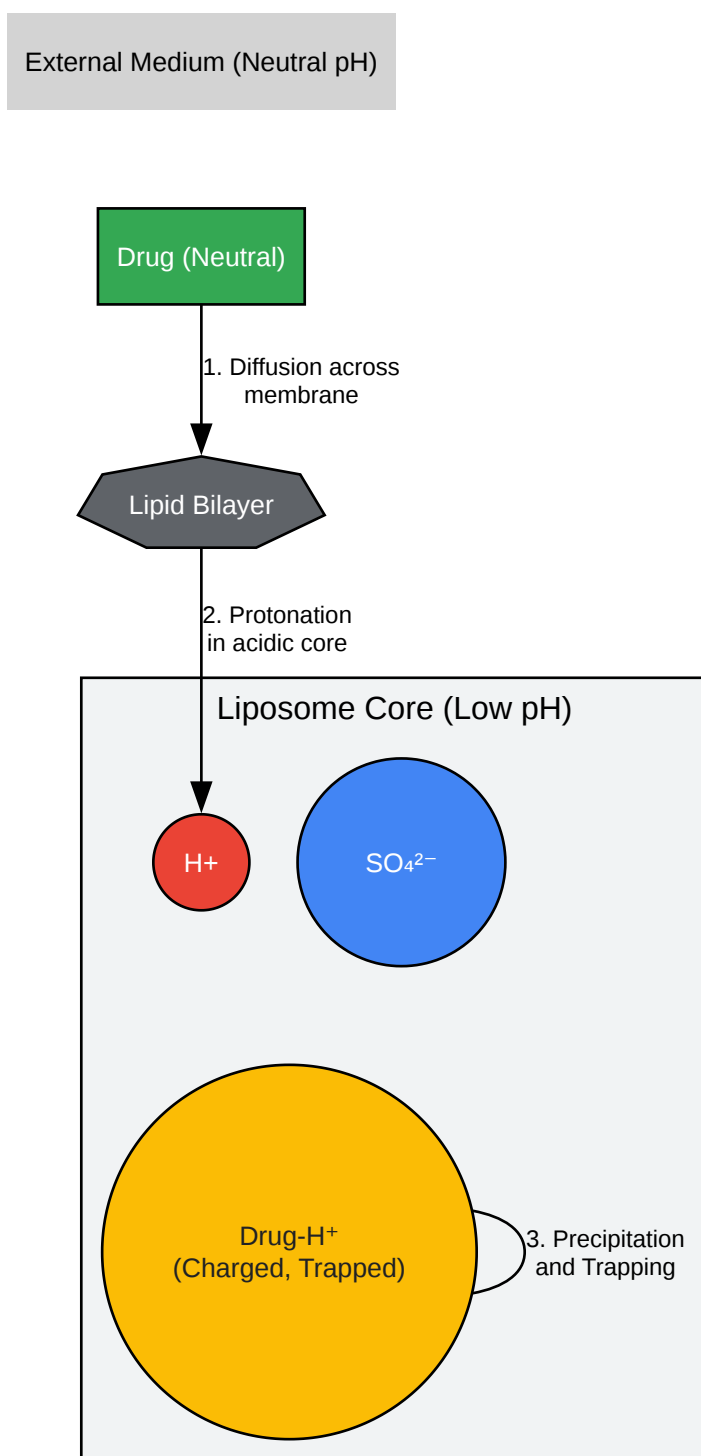 External Medium (Neutral pH)
Drug (Neutral)
1. Diffusion across
membrane
Lipid Bilayer
2. Protonation
in acidic core
Liposome Core (Low pH)
H+
SO₄²⁻
Drug-H⁺
(Charged, Trapped)
3. Precipitation
and Trapping